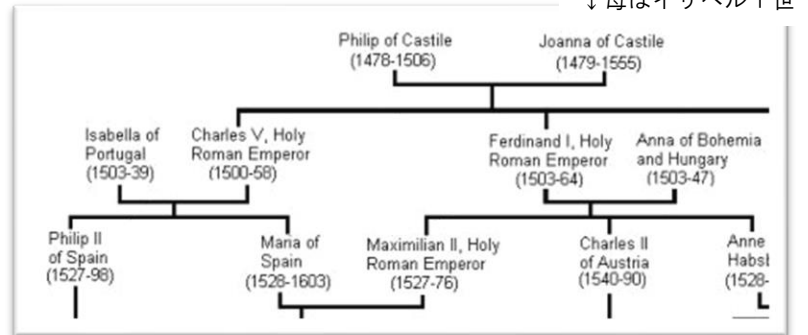 ↓母はイサベル1世
Philip of Castile
(1478-1506)
Joanna of Castile
(1479-1555)
Isabella of
Portugal
(1503-39)
Charles V, Holy
Roman Emperor
(1500-58)
Ferdinand I, Holy
Roman Emperor
(1503-64)
Anna of Bohemia
and Hungary
(1503-47)
Philip II
of Spain
(1527-98)
Maria of
Spain
(1528-1603)
Maximilian II, Holy
Roman Emperor
(1527-76)
Charles II
of Austria
(1540-90)
Anne
(1528-